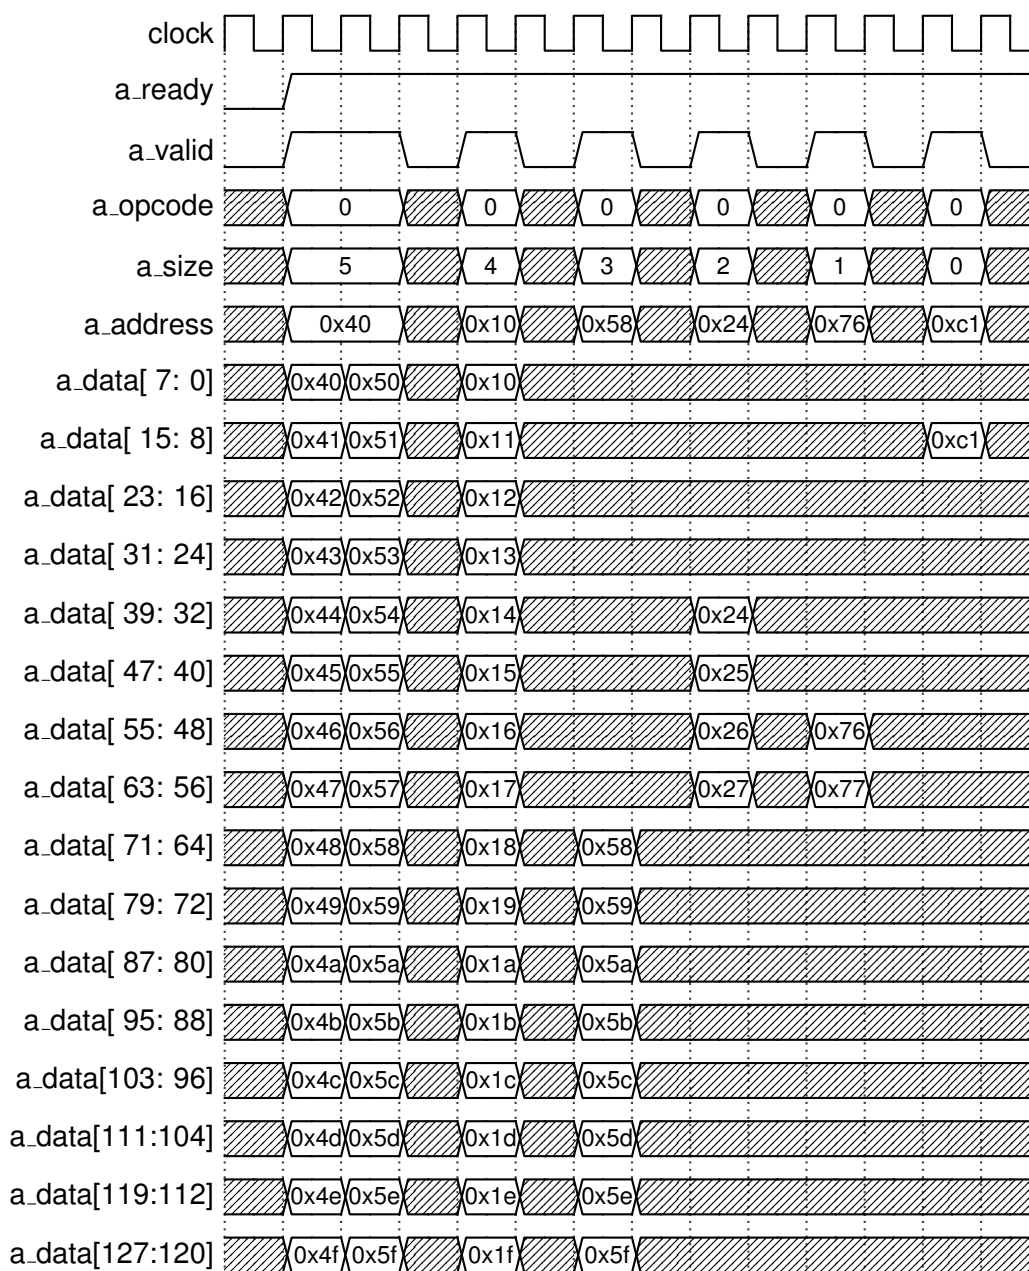 clock
a_ready
a_valid
a_opcode 0 0 0 0 0 0
a_size 5 4 3 2 1 0
a_address 0x40 0x10 0x58 0x24 0x76 0xc1
a_data[ 7: 0] 0x40 0x50 0x10
a_data[ 15: 8] 0x41 0x51 0x11 0xc1
a_data[ 23: 16] 0x42 0x52 0x12
a_data[ 31: 24] 0x43 0x53 0x13
a_data[ 39: 32] 0x44 0x54 0x14 0x24
a_data[ 47: 40] 0x45 0x55 0x15 0x25
a_data[ 55: 48] 0x46 0x56 0x16 0x26 0x76
a_data[ 63: 56] 0x47 0x57 0x17 0x27 0x77
a_data[ 71: 64] 0x48 0x58 0x18 0x58
a_data[ 79: 72] 0x49 0x59 0x19 0x59
a_data[ 87: 80] 0x4a 0x5a 0x1a 0x5a
a_data[ 95: 88] 0x4b 0x5b 0x1b 0x5b
a_data[103: 96] 0x4c 0x5c 0x1c 0x5c
a_data[111:104] 0x4d 0x5d 0x1d 0x5d
a_data[119:112] 0x4e 0x5e 0x1e 0x5e
a_data[127:120] 0x4f 0x5f 0x1f 0x5f